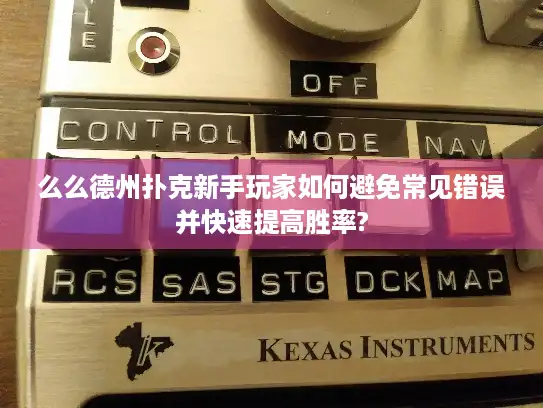 YLE
OFF
CONTROL MODE NAV
么么德州扑克新手玩家如何避免常见错误
并快速提高胜率?
RCS SAS STG DCK MAP
K KEXAS INSTRUMENTS